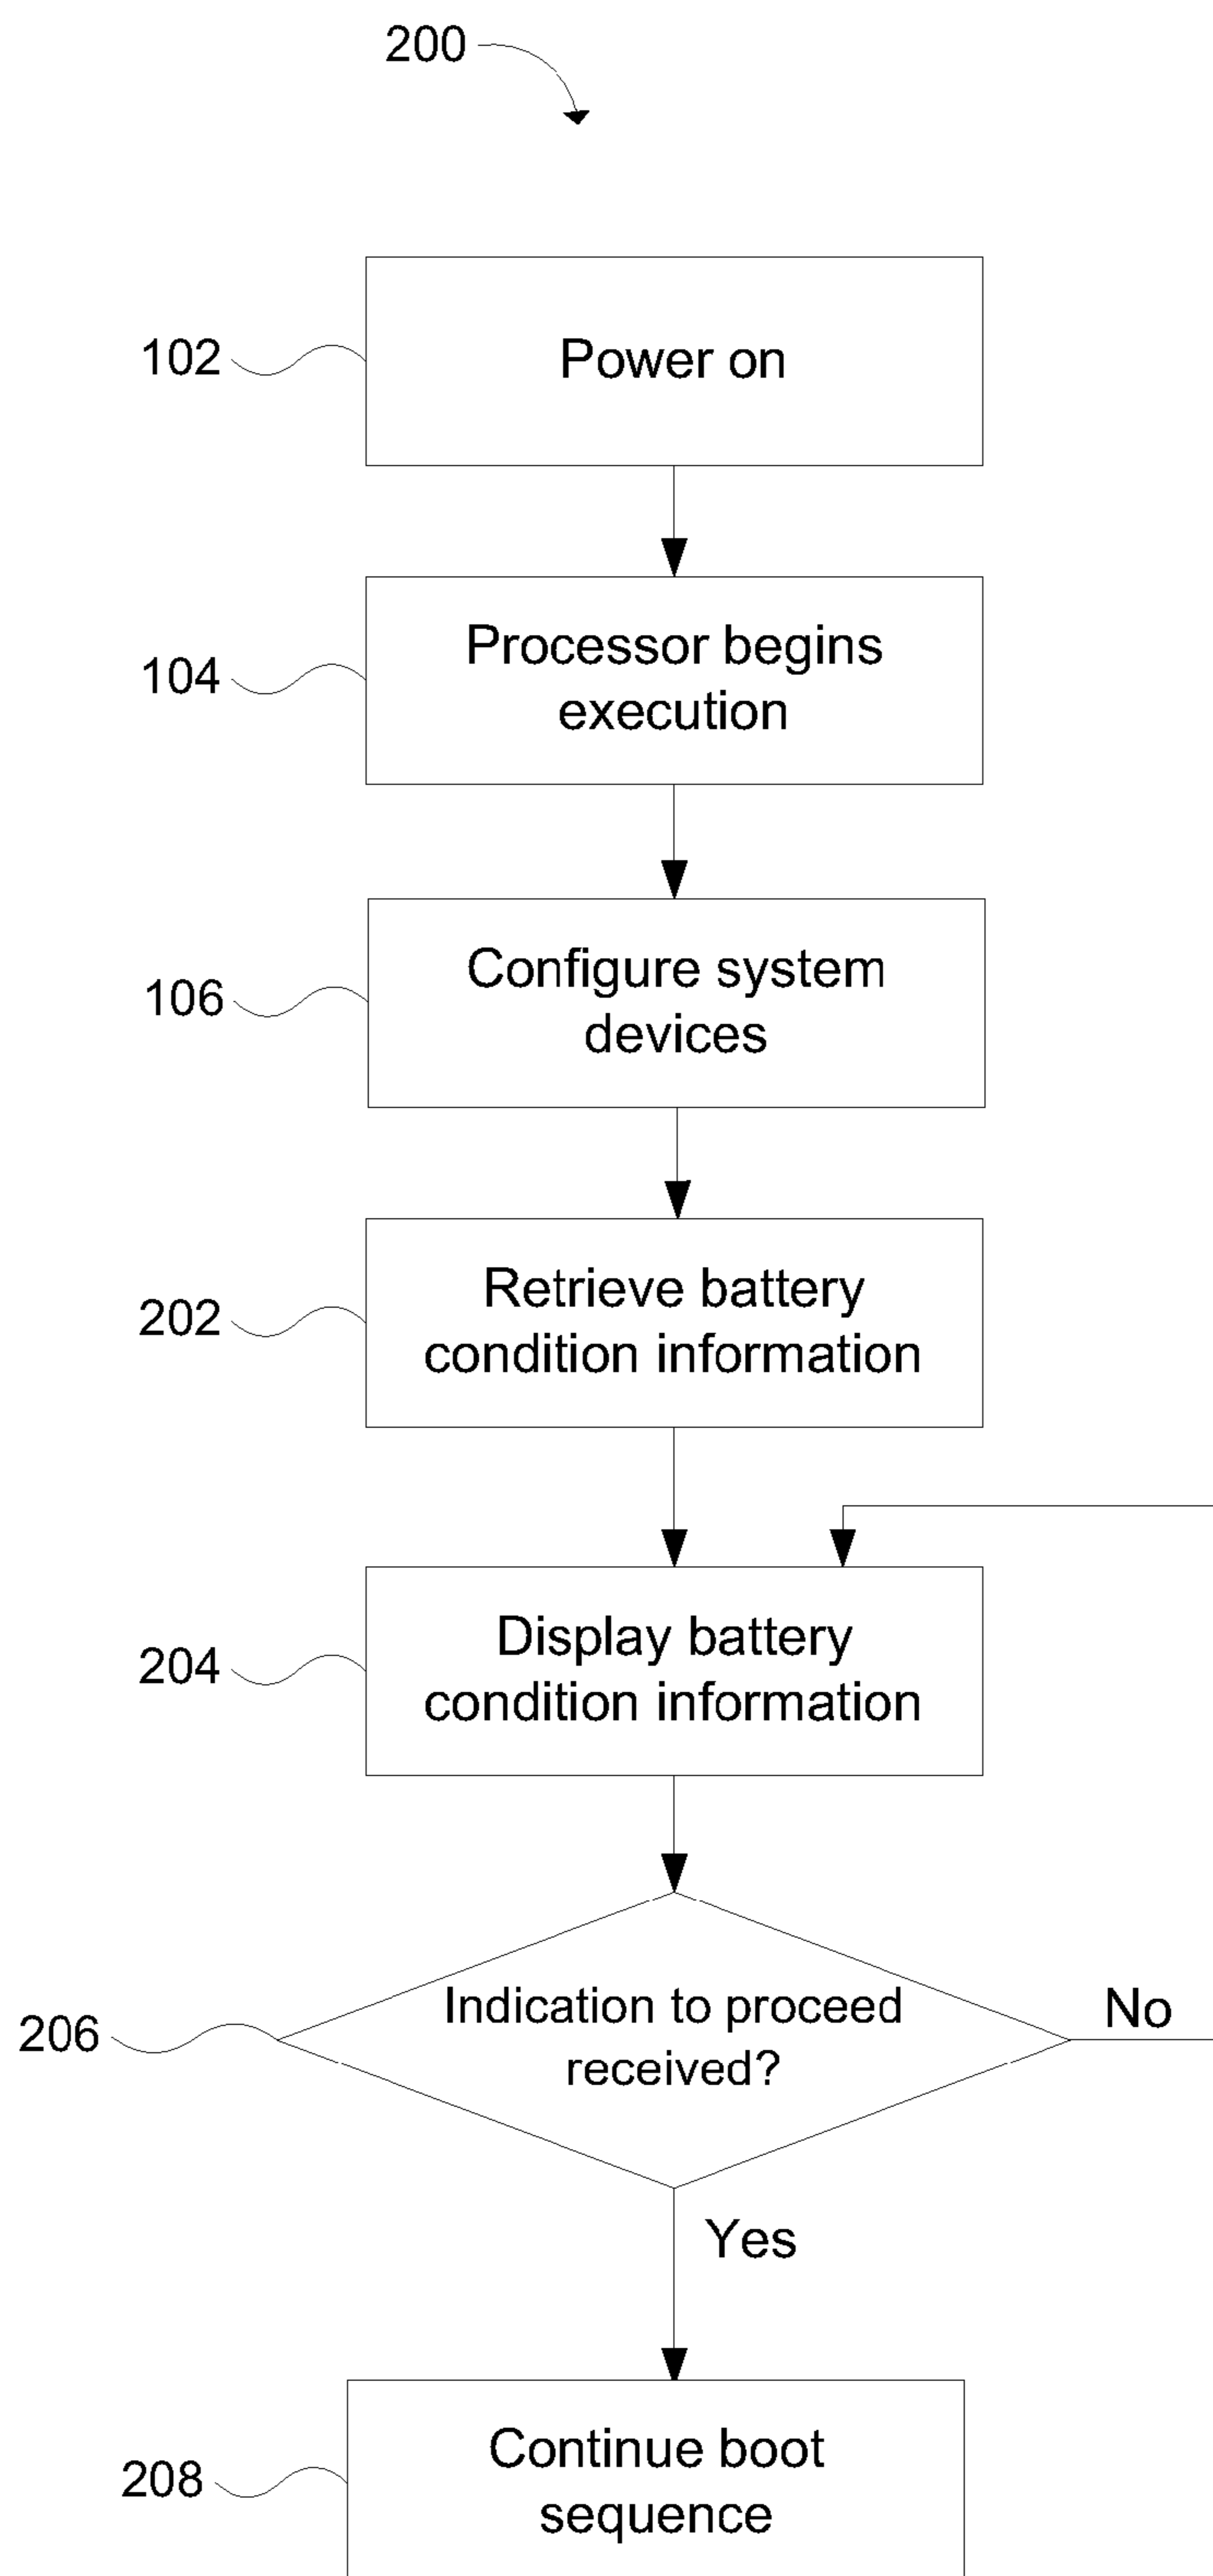 200
102
Power on
104
Processor begins
execution
106
Configure system
devices
202
Retrieve battery
condition information
204
Display battery
condition information
206
Indication to proceed
received?
No
Yes
208
Continue boot
sequence